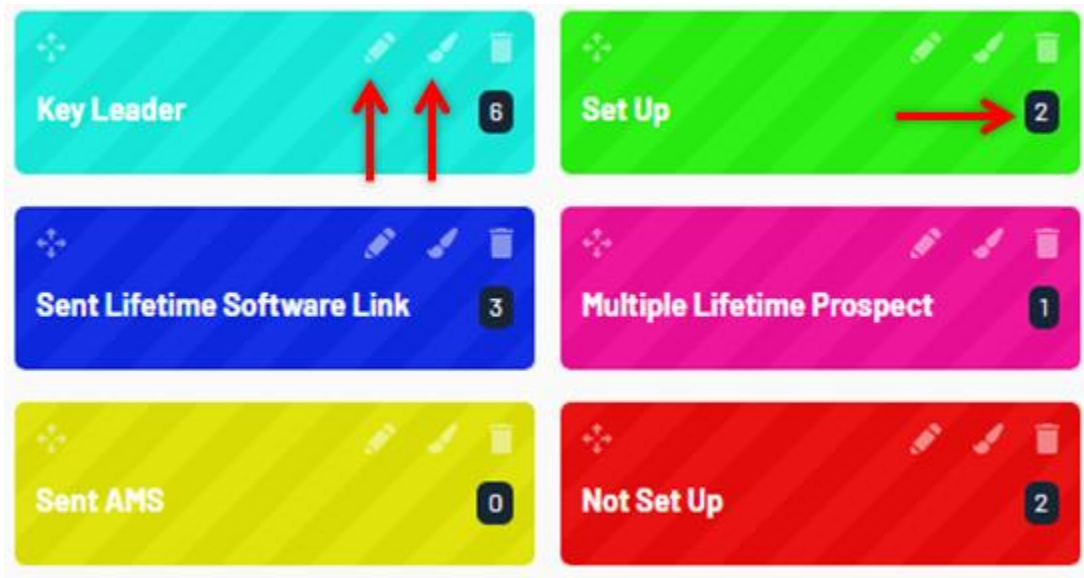 Key Leader
6
Set Up
2
Sent Lifetime Software Link
3
Multiple Lifetime Prospect
1
Sent AMS
0
Not Set Up
2